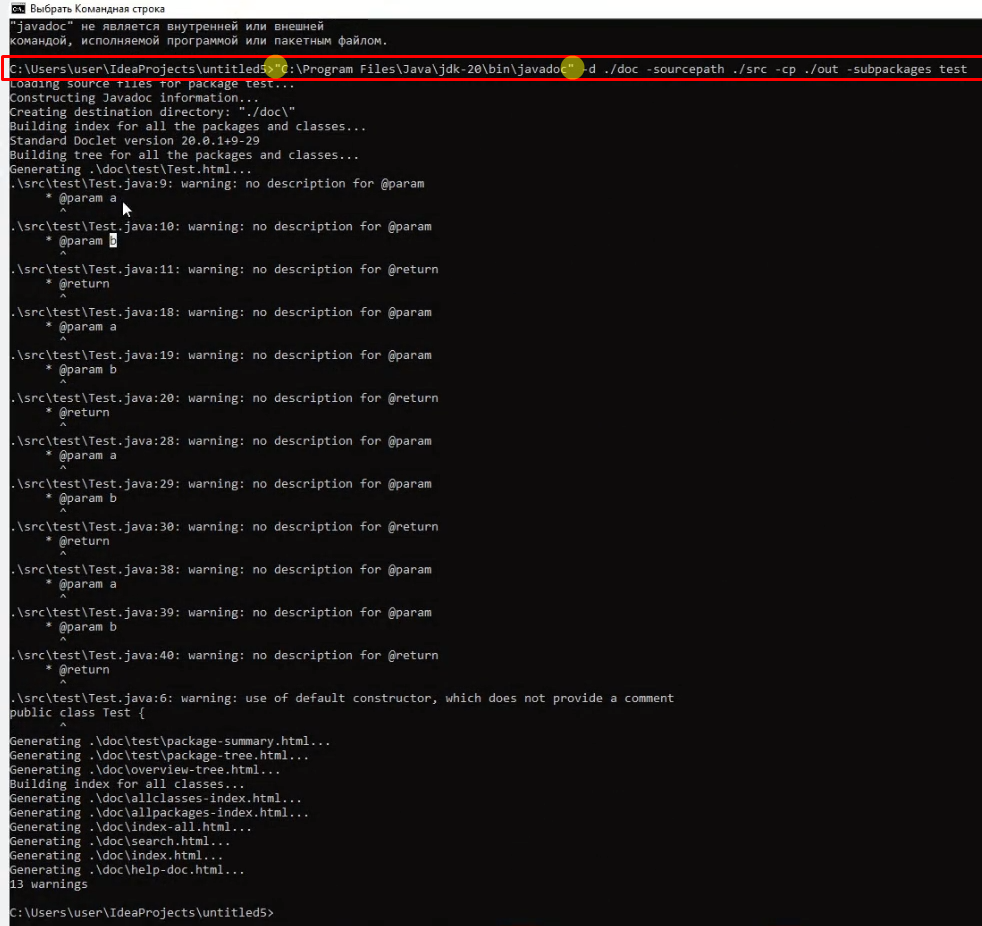 Выбрать Командная строка
"javadoc" не является внутренней или внешней
командой, исполняемой программой или пакетным файлом.
C:\Users\user\IdeaProjects\untitled5>"C:\Program Files\Java\jdk-20\bin\javadoc" -d ./doc -sourcepath ./src -cp ./out -subpackages test
Loading source files for package test...
Constructing Javadoc information...
Creating destination directory: "./doc\"
Building index for all the packages and classes...
Standard Doclet version 20.0.1+9-29
Building tree for all the packages and classes...
Generating .\doc\test\Test.html...
.\src\test\Test.java:9: warning: no description for @param
* @param a
^
.\src\test\Test.java:10: warning: no description for @param
* @param b
^
.\src\test\Test.java:11: warning: no description for @return
* @return
^
.\src\test\Test.java:18: warning: no description for @param
* @param a
^
.\src\test\Test.java:19: warning: no description for @param
* @param b
^
.\src\test\Test.java:20: warning: no description for @return
* @return
^
.\src\test\Test.java:28: warning: no description for @param
* @param a
^
.\src\test\Test.java:29: warning: no description for @param
* @param b
^
.\src\test\Test.java:30: warning: no description for @return
* @return
^
.\src\test\Test.java:38: warning: no description for @param
* @param a
^
.\src\test\Test.java:39: warning: no description for @param
* @param b
^
.\src\test\Test.java:40: warning: no description for @return
* @return
^
.\src\test\Test.java:6: warning: use of default constructor, which does not provide a comment
public class Test {
^
Generating .\doc\test\package-summary.html...
Generating .\doc\test\package-tree.html...
Generating .\doc\overview-tree.html...
Building index for all classes...
Generating .\doc\allclasses-index.html...
Generating .\doc\allpackages-index.html...
Generating .\doc\index-all.html...
Generating .\doc\search.html...
Generating .\doc\index.html...
Generating .\doc\help-doc.html...
13 warnings
C:\Users\user\IdeaProjects\untitled5>